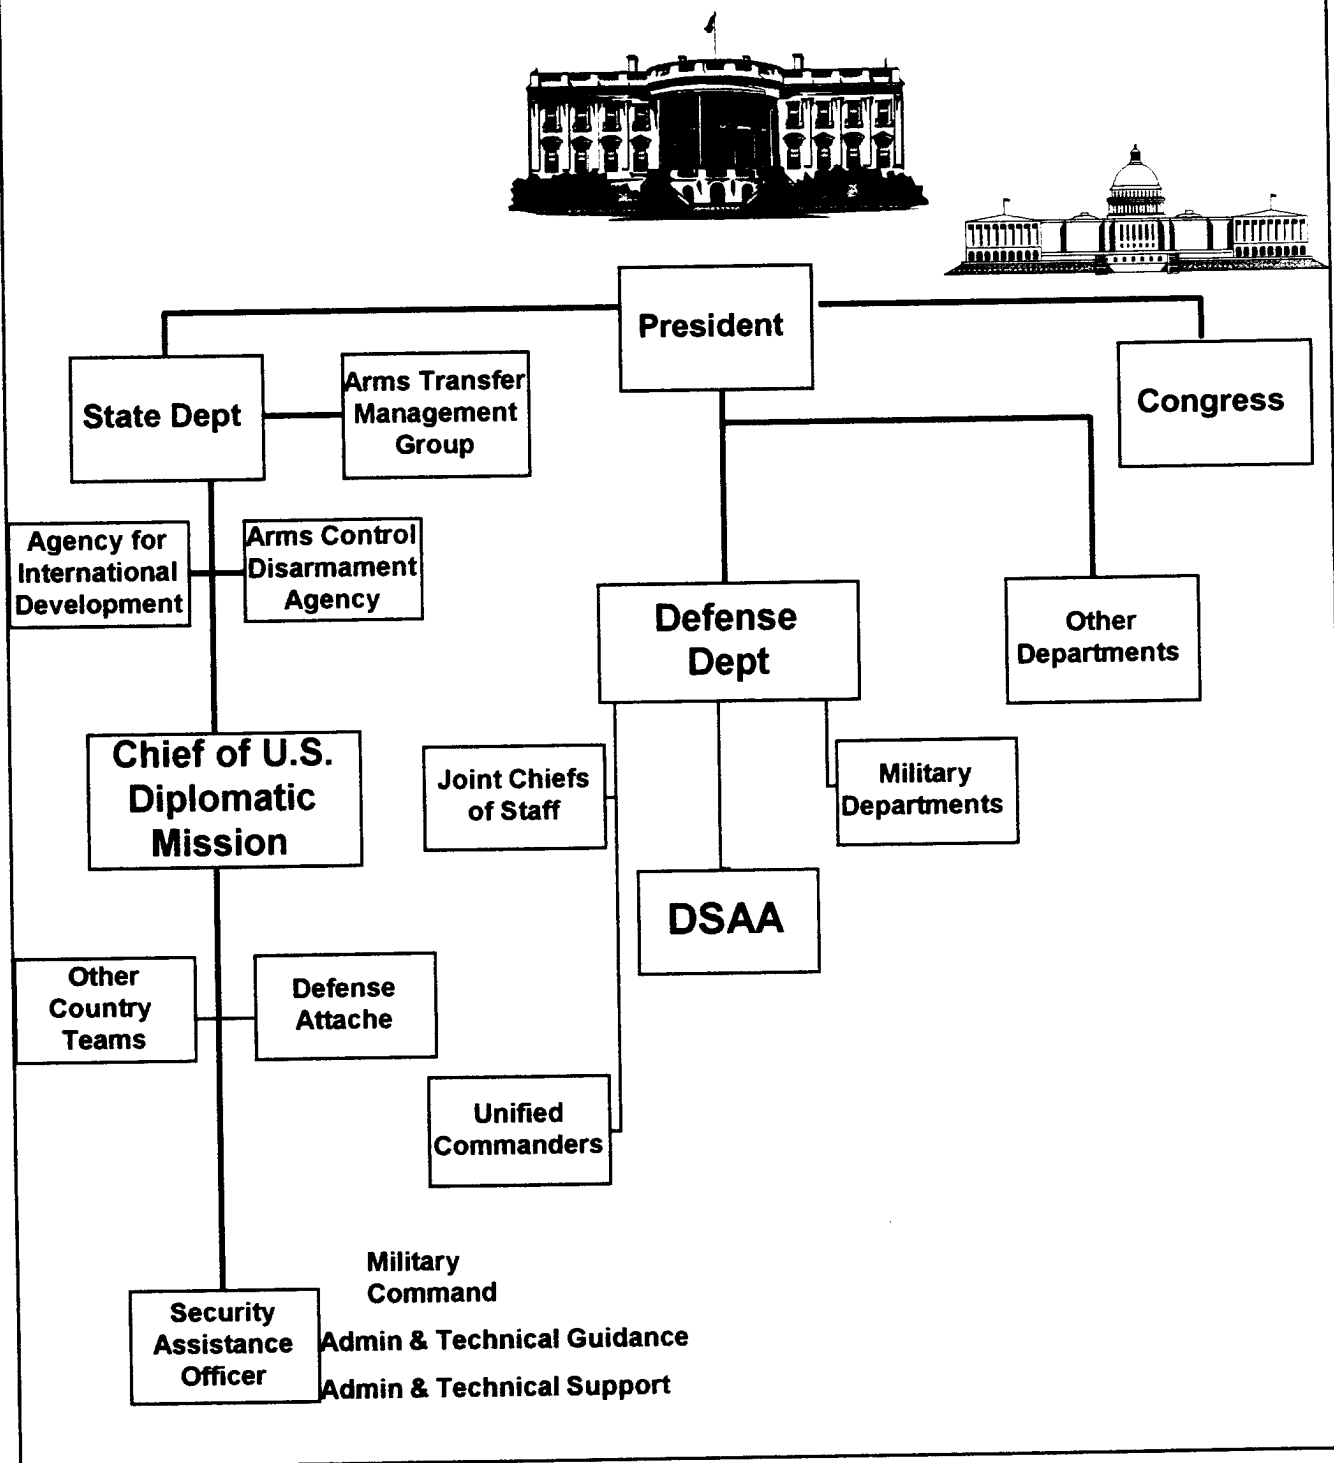 President
State Dept
Arms Transfer
Management
Group
Congress
Agency for
International
Development
Arms Control
Disarmament
Agency
Defense
Dept
Other
Departments
Chief of U.S.
Diplomatic
Mission
Joint Chiefs
of Staff
Military
Departments
DSAA
Other
Country
Teams
Defense
Attache
Unified
Commanders
Military
Command
Security
Assistance
Officer
Admin & Technical Guidance
Admin & Technical Support